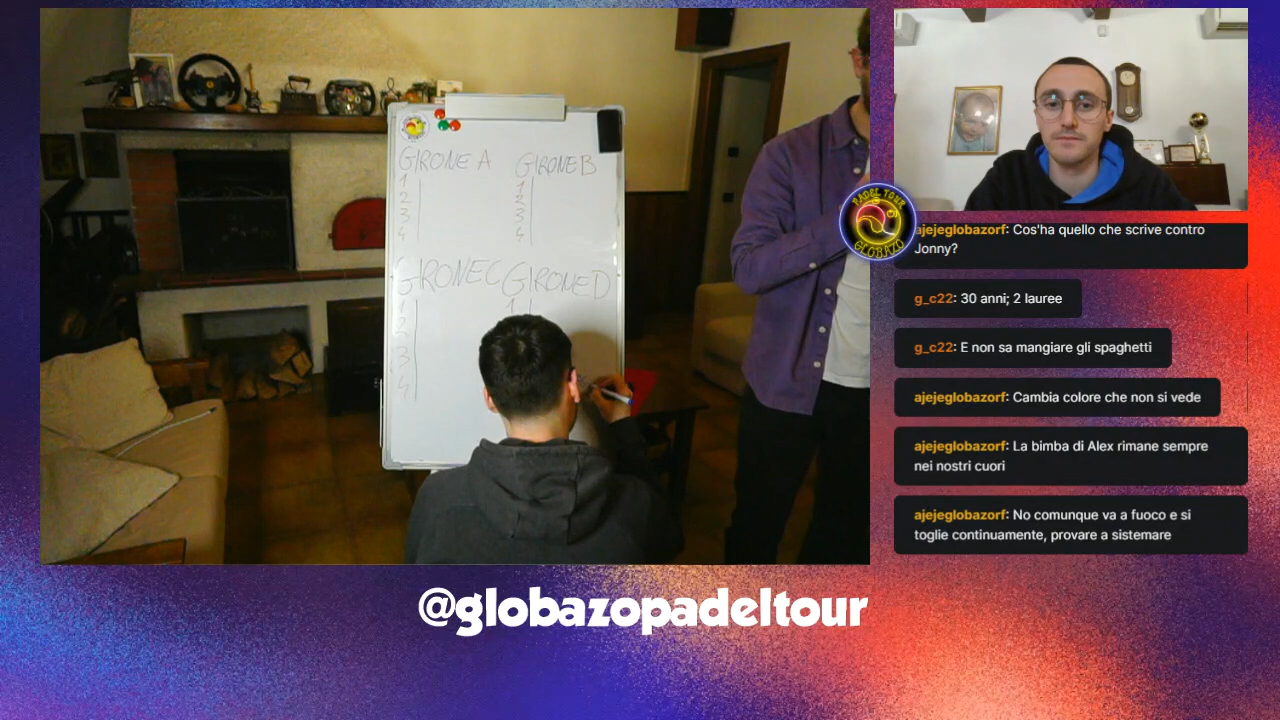 GIRONE A GIRONE B
1 1
2 2
3 3
4 4
GIRONE C GIRONE D
1 1
2
3
4
PADEL TOUR
GLOBAZO
ajejeglobazorf: Cos'ha quello che scrive contro
Jonny?
g_c22: 30 anni; 2 lauree
g_c22: E non sa mangiare gli spaghetti
ajejeglobazorf: Cambia colore che non si vede
ajejeglobazorf: La bimba di Alex rimane sempre
nei nostri cuori
ajejeglobazorf: No comunque va a fuoco e si
toglie continuamente, provare a sistemare
@globazopadeltour